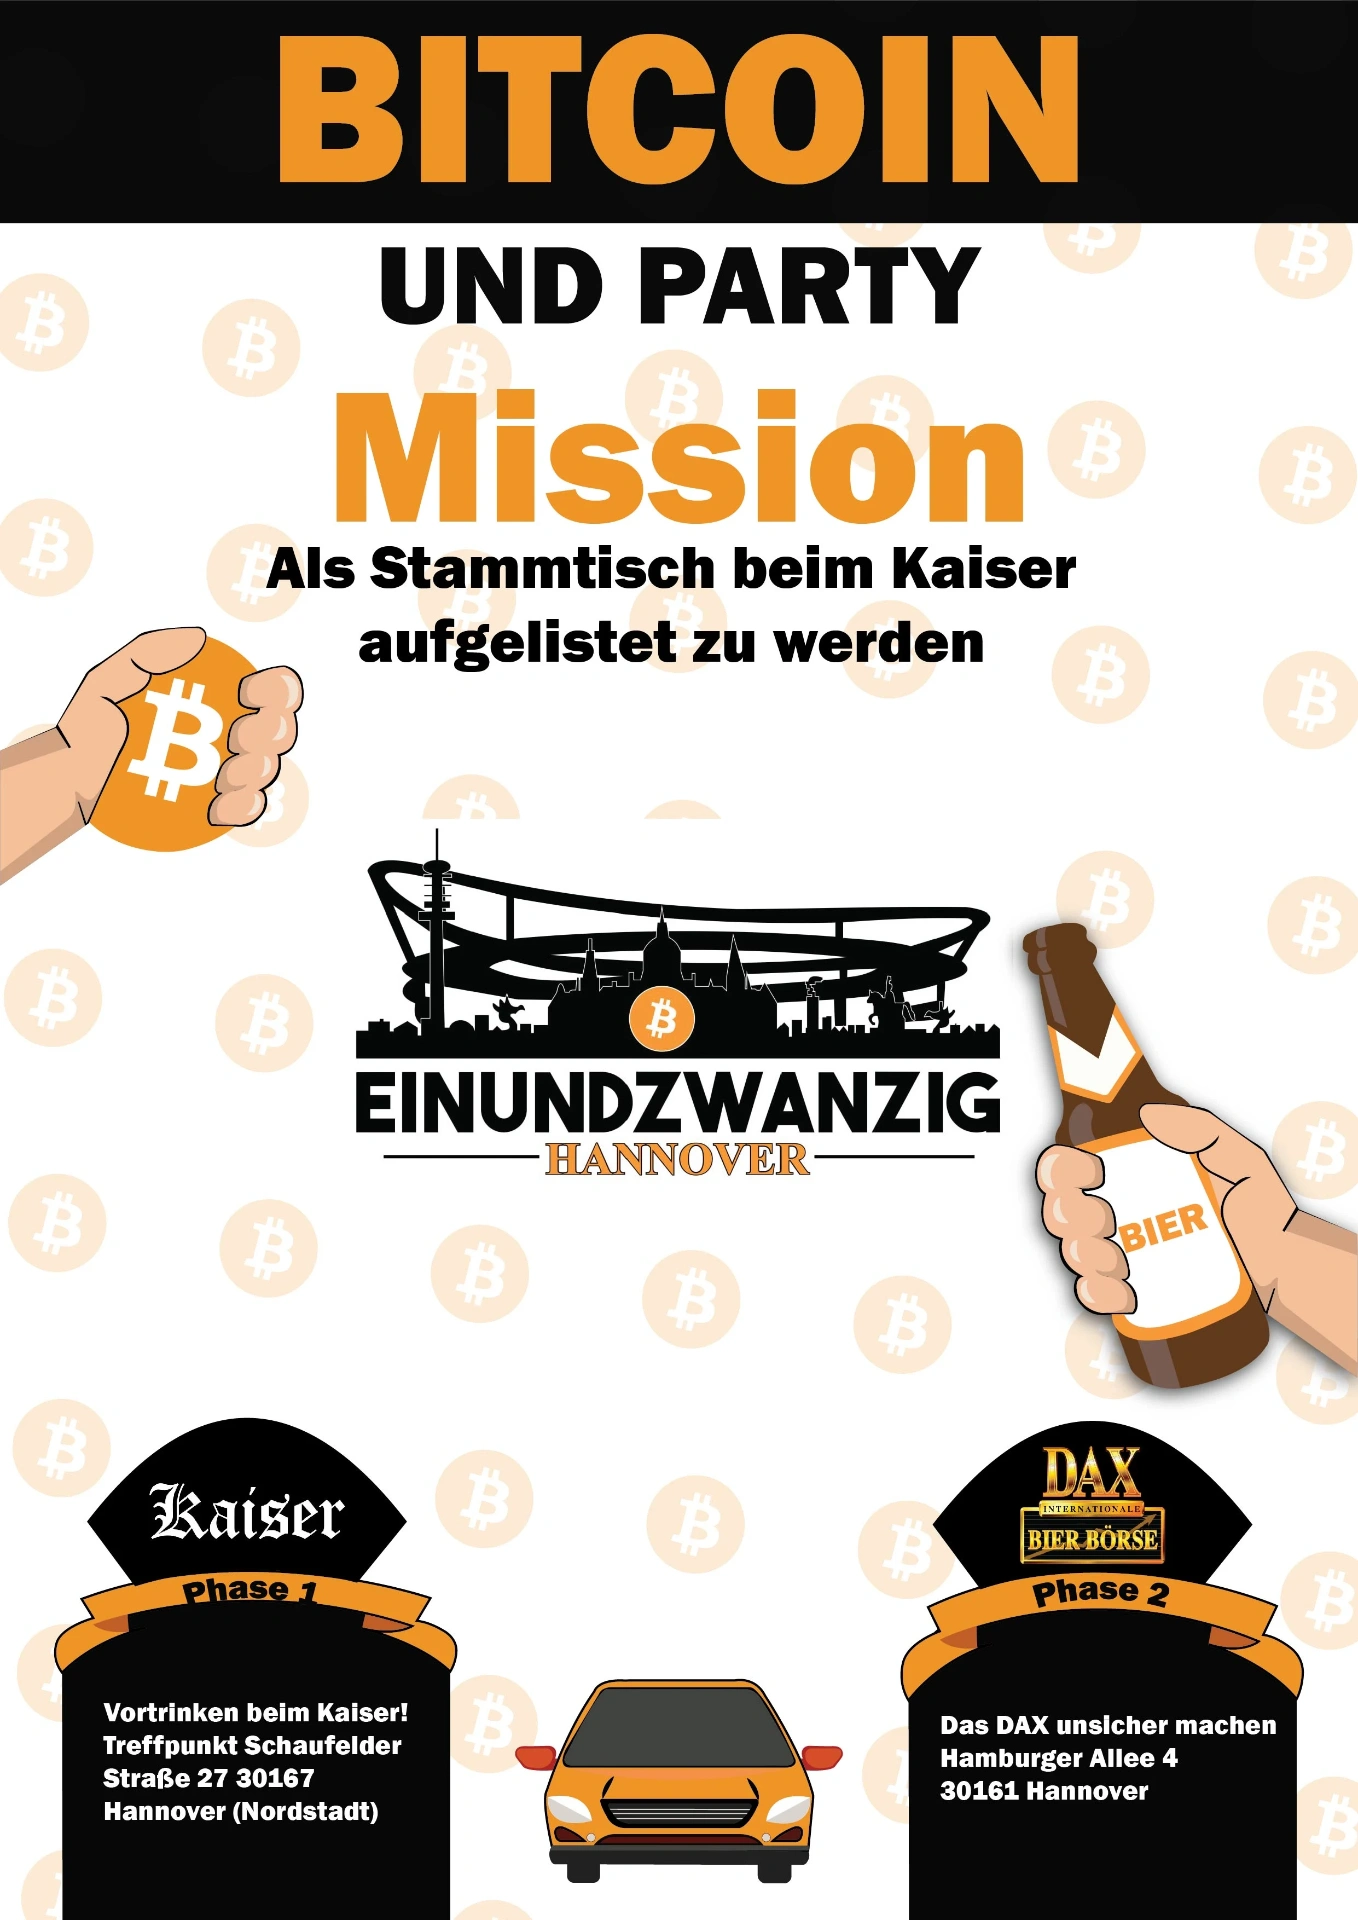 BITCOIN
UND PARTY
Mission
Als Stammtisch beim Kaiser
aufgelistet zu werden
EINUNDZWANZIG
HANNOVER
BIER
Kaiser
Phase 1
Vortrinken beim Kaiser!
Treffpunkt Schaufelder
Straße 27 30167
Hannover (Nordstadt)
DAX
INTERNATIONALE
BIER BÖRSE
Phase 2
Das DAX unsicher machen
Hamburger Allee 4
30161 Hannover